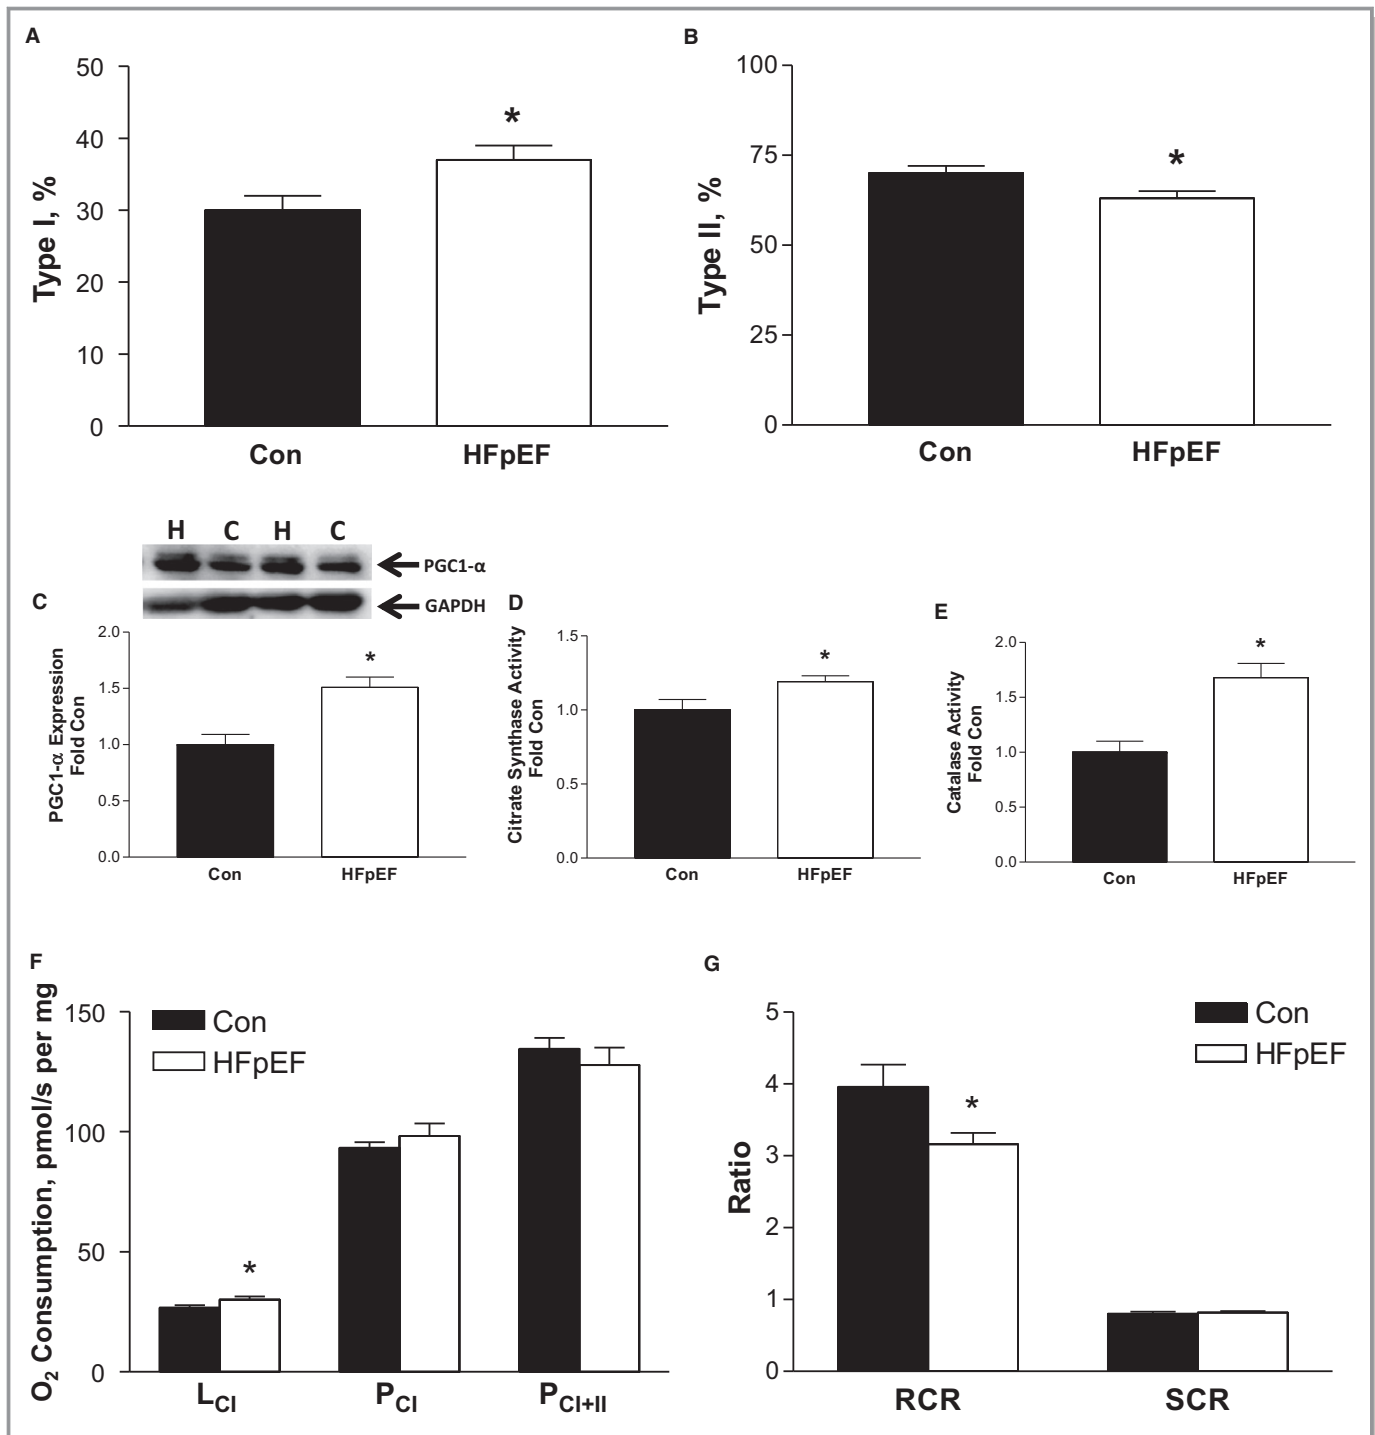 A
Type I, %
50
40
30
20
10
0
Con
HFpEF
*
B
Type II, %
100
75
50
25
0
Con
HFpEF
*
H C H C
PGC1-α
GAPDH
C
PGC1-α Expression
Fold Con
2.0
1.5
1.0
0.5
0.0
Con
HFpEF
*
D
Citrate Synthase Activity
Fold Con
1.5
1.0
0.5
0.0
Con
HFpEF
*
E
Catalase Activity
Fold Con
2.0
1.5
1.0
0.5
0.0
Con
HFpEF
*
F
O2 Consumption, pmol/s per mg
150
100
50
0
Con
HFpEF
*
LCI
PCI
PCI+II
G
Ratio
5
4
3
2
1
0
Con
HFpEF
*
RCR
SCR